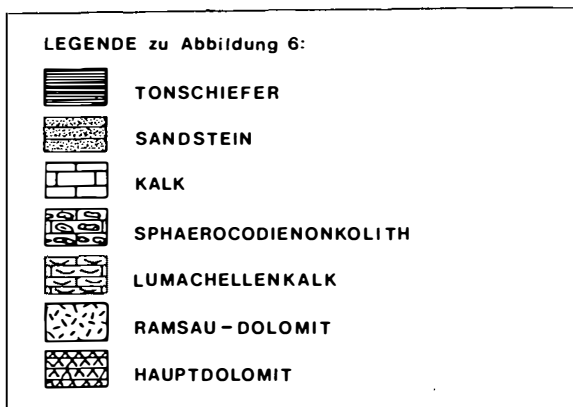 LEGENDE zu Abbildung 6:
TONSCHIEFER
SANDSTEIN
KALK
SPHAEROCODIENONKOLITH
LUMACHELLENKALK
RAMSAU-DOLOMIT
HAUPTDOLOMIT